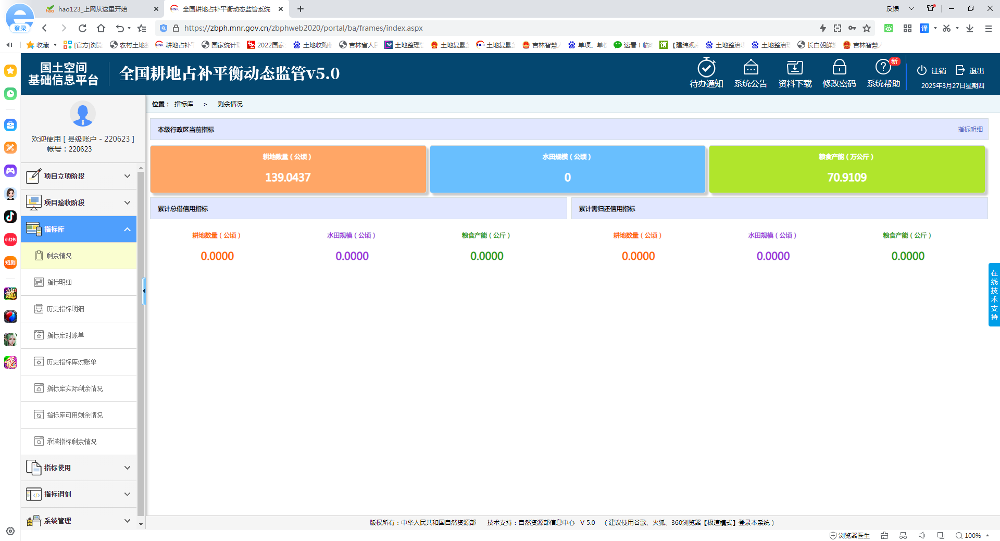 hao123_上网从这里开始
全国耕地占补平衡动态监管系统
反馈
登录
https://zbph.mnr.gov.cn/zbphweb2020/portal/ba/frames/index.aspx
译
收藏
[官方]浏览
农村土地
MNR 耕地占补
国家统计
2022国家
土地收购
吉林省人
土地整理
土地复垦
MNR 土地复垦
吉林智慧
单项、单
速看！临
馆 【建纬观
土地整治
土地整治
长白朝鲜
吉林智慧
国土空间
基础信息平台
全国耕地占补平衡动态监管v5.0
待办通知
系统公告
资料下载
修改密码
系统帮助
新
注销
退出
2025年3月27日星期四
小红书
短剧
欢迎使用 [ 县级账户 - 220623 ]
帐号：220623
项目立项阶段
项目验收阶段
指标库
剩余情况
指标明细
历史指标明细
指标库对账单
历史指标库对账单
指标库实际剩余情况
指标库可用剩余情况
承诺指标剩余情况
指标使用
指标调剂
系统管理
位置： 指标库 > 剩余情况
本级行政区当前指标
指标明细
耕地数量（公顷）
139.0437
水田规模（公顷）
0
粮食产能（万公斤）
70.9109
累计总借信用指标
累计需归还信用指标
耕地数量（公顷） 水田规模（公顷） 粮食产能（公斤） 耕地数量（公顷） 水田规模（公顷） 粮食产能（公斤）
0.0000 0.0000 0.0000 0.0000 0.0000 0.0000
在线技术支持
版权所有：中华人民共和国自然资源部 技术支持：自然资源部信息中心 V 5.0 （建议使用谷歌、火狐、360浏览器【极速模式】登录本系统）
浏览器医生
100%